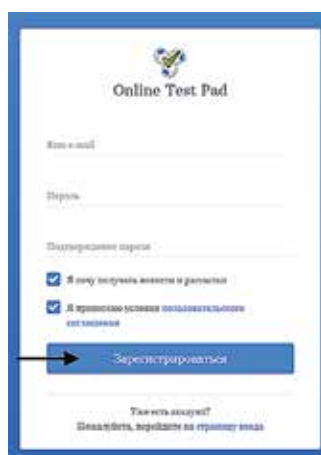 Online Test Pad
Ваш e-mail
Пароль
Подтверждение пароля
Я хочу получать новости и рассылки
Я принимаю условия пользовательского
соглашения
Зарегистрироваться
Уже есть аккаунт?
Пожалуйста, перейдите на страницу входа